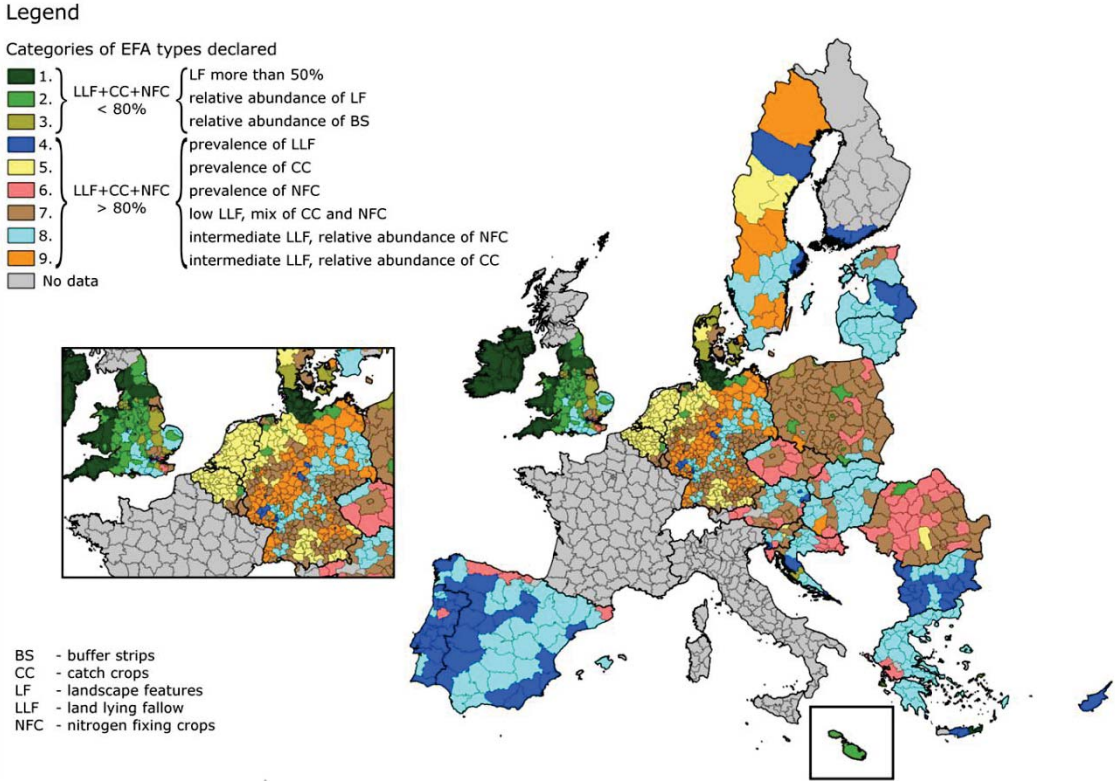 Legend
Categories of EFA types declared
1.
2.
3.
LLF+CC+NFC
< 80%
LF more than 50%
relative abundance of LF
relative abundance of BS
4.
5.
6.
7.
8.
9.
LLF+CC+NFC
> 80%
prevalence of LLF
prevalence of CC
prevalence of NFC
low LLF, mix of CC and NFC
intermediate LLF, relative abundance of NFC
intermediate LLF, relative abundance of CC
No data
BS - buffer strips
CC - catch crops
LF - landscape features
LLF - land lying fallow
NFC - nitrogen fixing crops